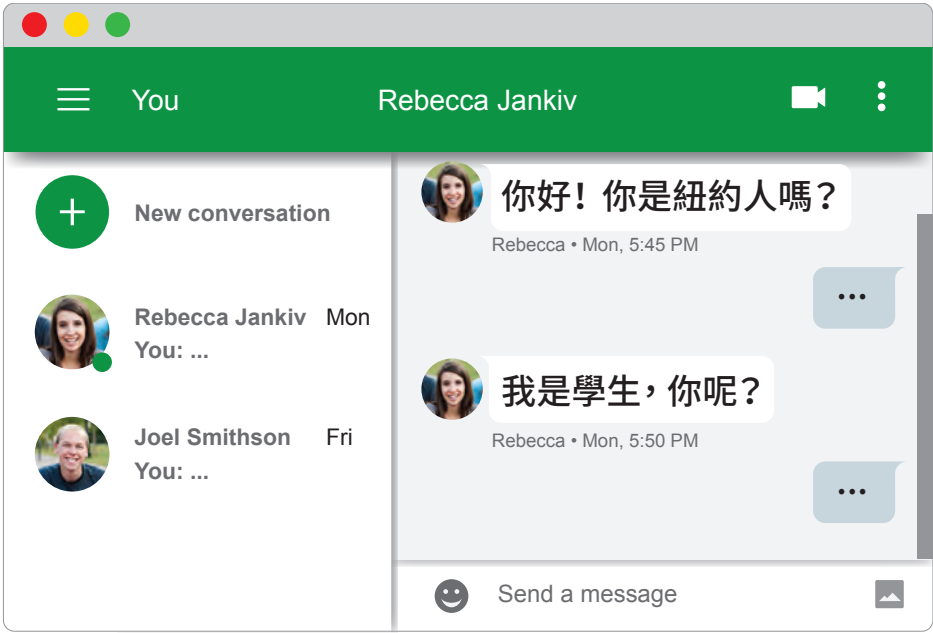 You
Rebecca Jankiv
New conversation
Rebecca Jankiv Mon
You: ...
Joel Smithson Fri
You: ...
你好！你是紐約人嗎？
Rebecca • Mon, 5:45 PM
...
我是學生，你呢？
Rebecca • Mon, 5:50 PM
...
Send a message